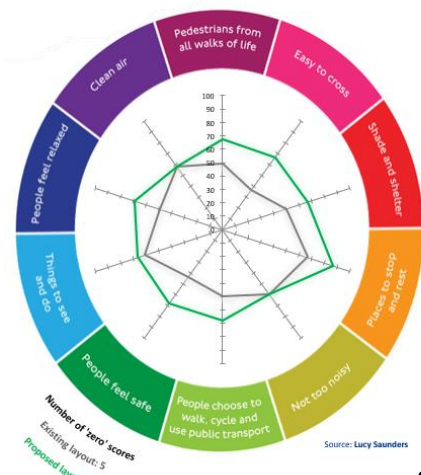 Pedestrians from
all walks of life
Easy to cross
Shade and shelter
Places to stop
and rest
Not too noisy
People choose to
walk, cycle and
use public transport
People feel safe
Things to see
and do
People feel relaxed
Clean air
100
90
80
70
60
50
40
30
20
10
0
Number of 'zero' scores
Existing layout: 5
Proposed
Source: Lucy Saunders